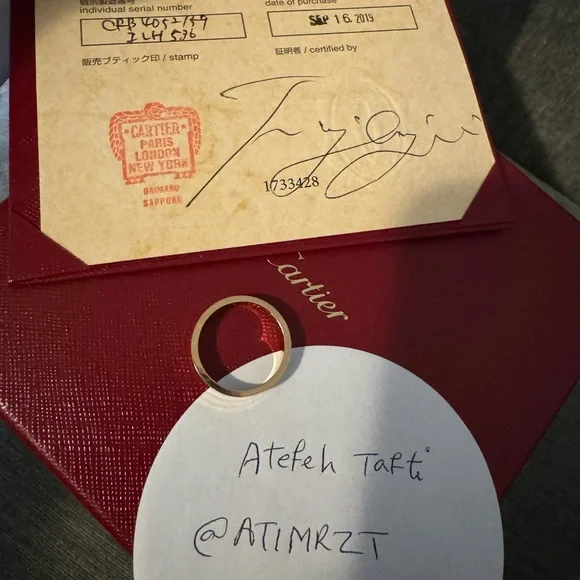 個別製造番号
individual serial number
CRB4052159
ILH536
date of purchase
SEP 16.2019
販売ブティック印 / stamp
証明者 / certified by
CARTIER
PARIS
LONDON
NEW YORK
DAIMARU
SAPPORO
1733428
Cartier
Atefeh Tafti
@ATIMRZT